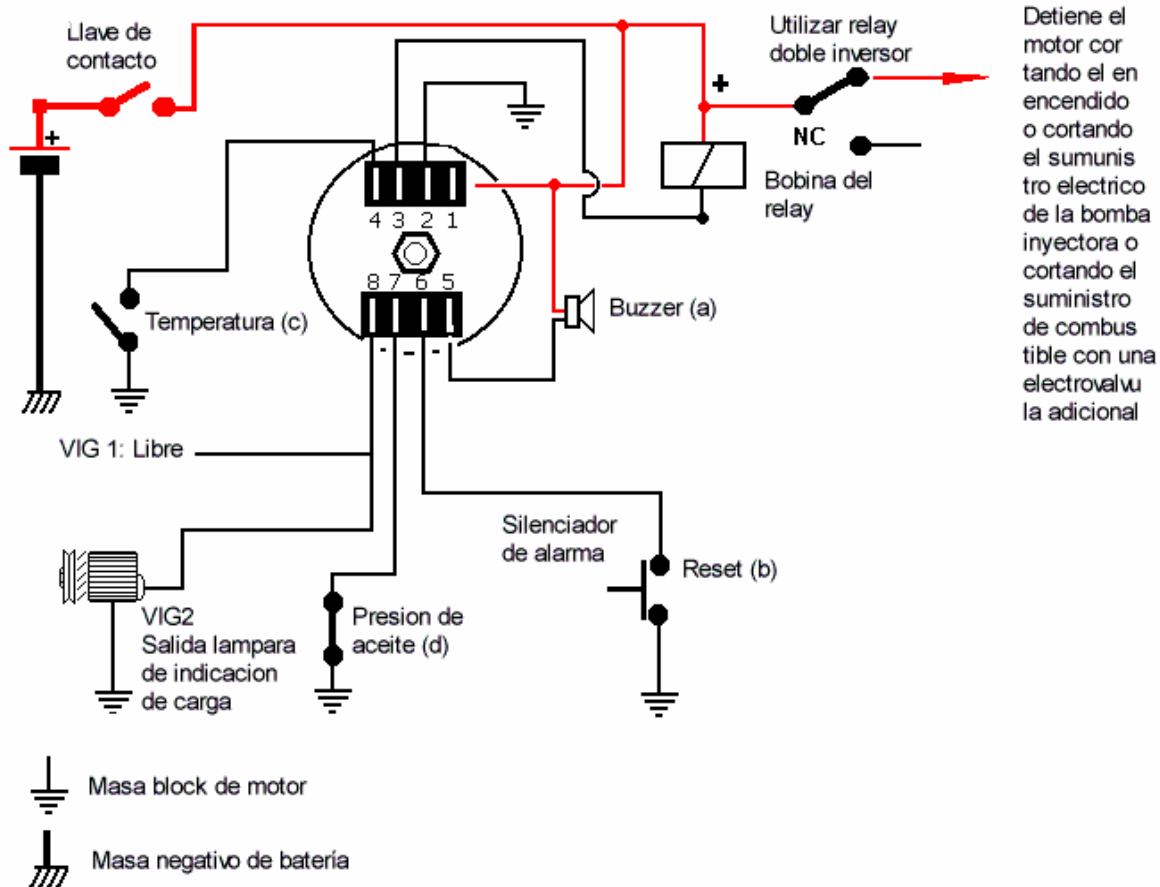 Llave de
contacto
Utilizar relay
doble inversor
Detiene el
motor cor
tando el en
encendido
o cortando
el sumunis
tro electrico
de la bomba
inyectora o
cortando el
suministro
de combus
tible con una
electrovalvu
la adicional
+
+
NC
Bobina del
relay
4 3 2 1
8 7 6 5
Temperatura (c)
Buzzer (a)
VIG 1: Libre
Silenciador
de alarma
Reset (b)
VIG2
Salida lampara
de indicacion
de carga
Presion de
aceite (d)
Masa block de motor
Masa negativo de batería